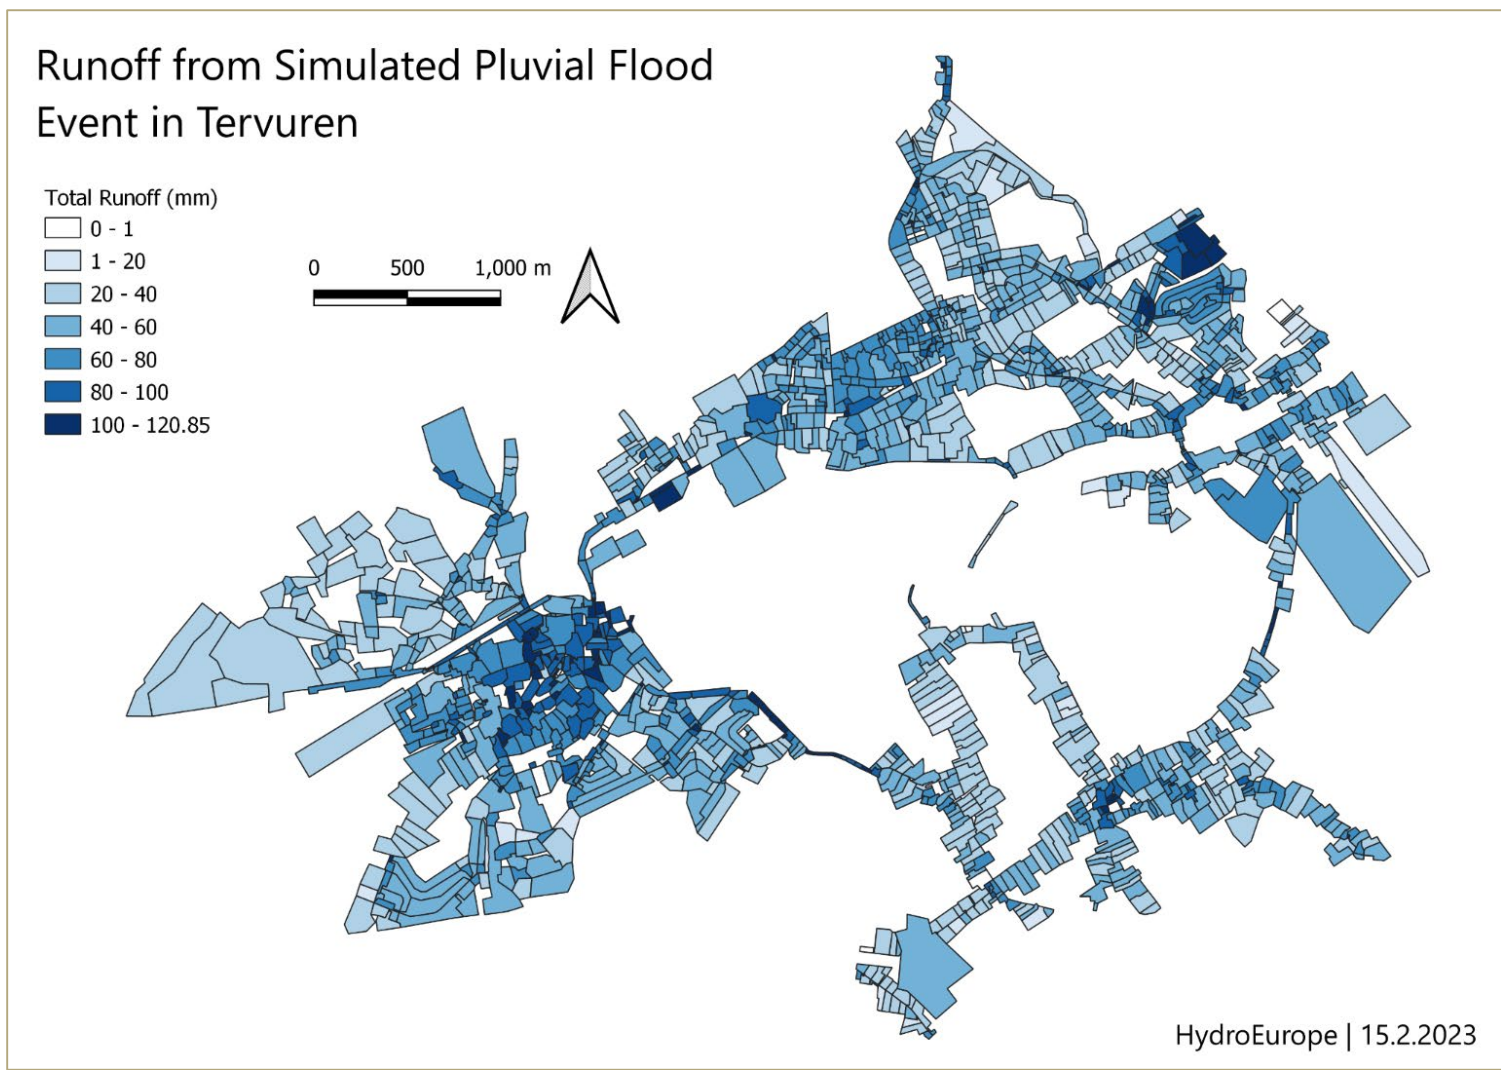 Runoff from Simulated Pluvial Flood
Event in Tervuren
Total Runoff (mm)
0 - 1
1 - 20
20 - 40
40 - 60
60 - 80
80 - 100
100 - 120.85
0 500 1,000 m
HydroEurope | 15.2.2023